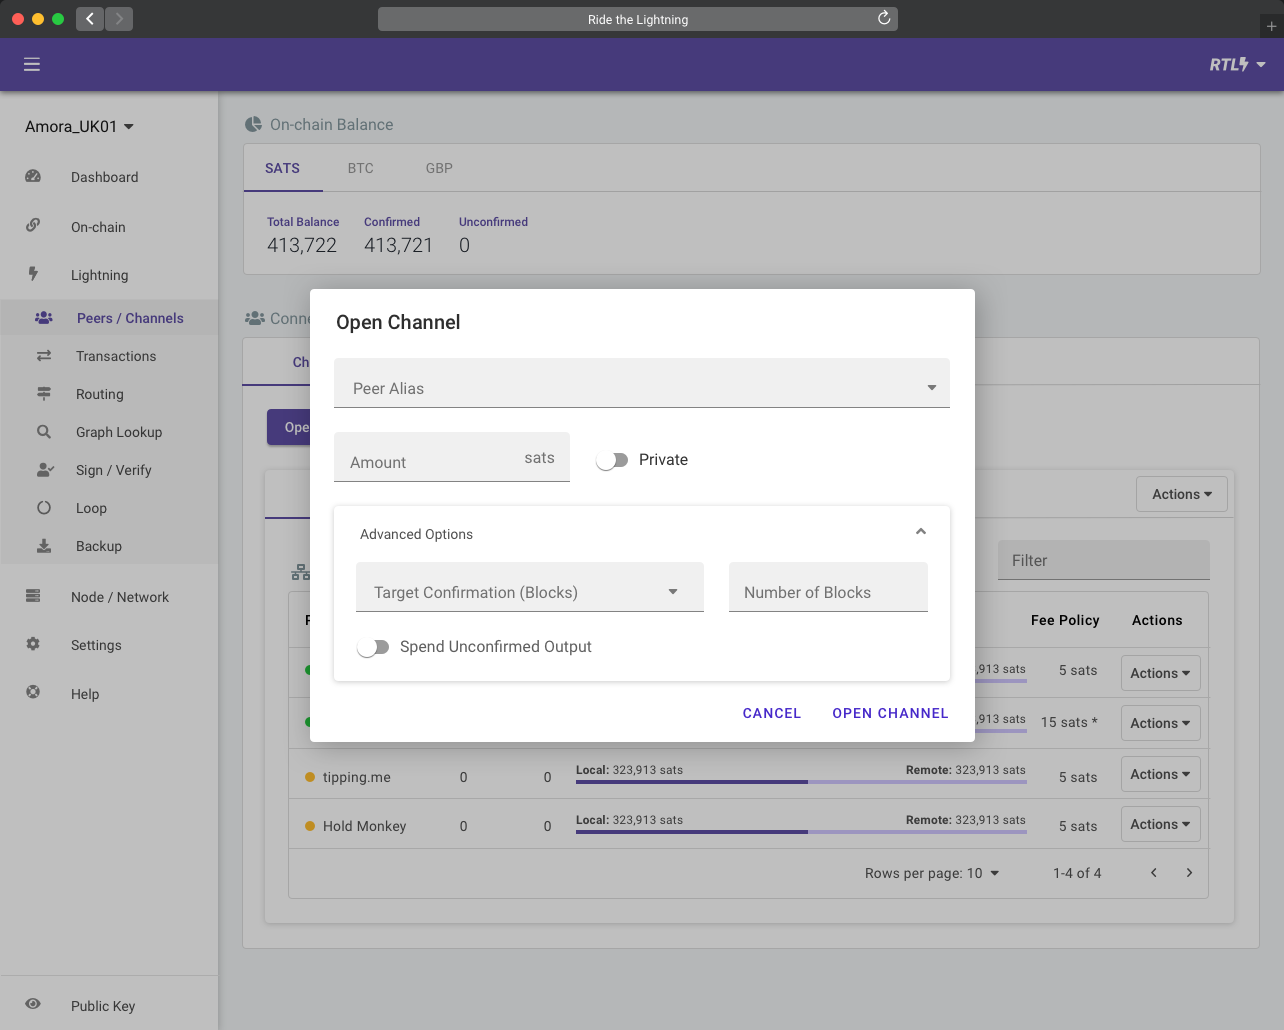 Ride the Lightning
RTL
Amora_UK01
Dashboard
On-chain
Lightning
Peers / Channels
Transactions
Routing
Graph Lookup
Sign / Verify
Loop
Backup
Node / Network
Settings
Help
Public Key
On-chain Balance
SATS BTC GBP
Total Balance Confirmed Unconfirmed
413,722 413,721 0
Open Channel
Peer Alias
Amount sats Private
Advanced Options
Target Confirmation (Blocks) Number of Blocks
Spend Unconfirmed Output
CANCEL OPEN CHANNEL
Actions
Filter
Fee Policy Actions
,913 sats 5 sats Actions
,913 sats 15 sats * Actions
tipping.me 0 0 Local: 323,913 sats Remote: 323,913 sats 5 sats Actions
Hold Monkey 0 0 Local: 323,913 sats Remote: 323,913 sats 5 sats Actions
Rows per page: 10 1-4 of 4